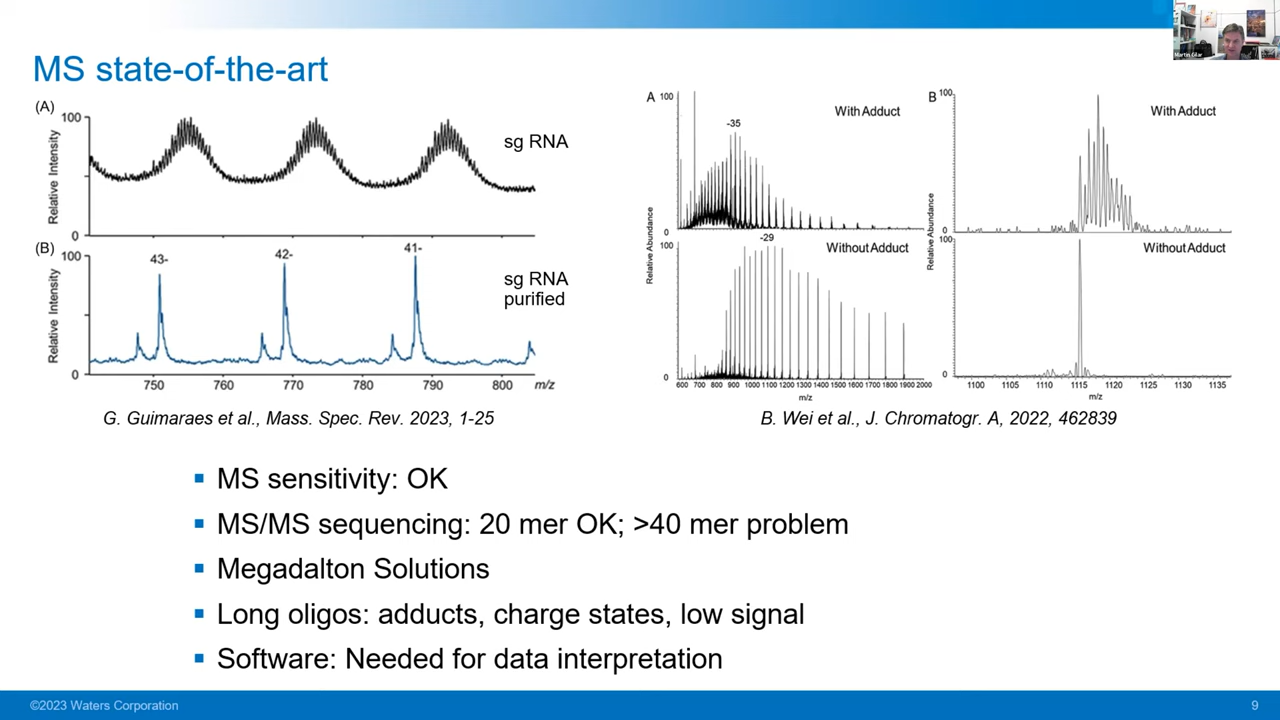 MS state-of-the-art
(A)
100
Relative Intensity
0
sg RNA
(B)
100
Relative Intensity
0
43-
42-
41-
sg RNA
purified
750
760
770
780
790
800
m/z
G. Guimaraes et al., Mass. Spec. Rev. 2023, 1-25
A
100
With Adduct
-35
0
100
Without Adduct
-29
0
Relative Abundance
600 700 800 900 1000 1100 1200 1300 1400 1500 1600 1700 1800 1900 2000
m/z
B
100
With Adduct
0
100
Without Adduct
0
Relative Abundance
1100 1105 1110 1115 1120 1125 1130 1135
m/z
B. Wei et al., J. Chromatogr. A, 2022, 462839
MS sensitivity: OK
MS/MS sequencing: 20 mer OK; >40 mer problem
Megadalton Solutions
Long oligos: adducts, charge states, low signal
Software: Needed for data interpretation
©2023 Waters Corporation
9
Martin Gilar